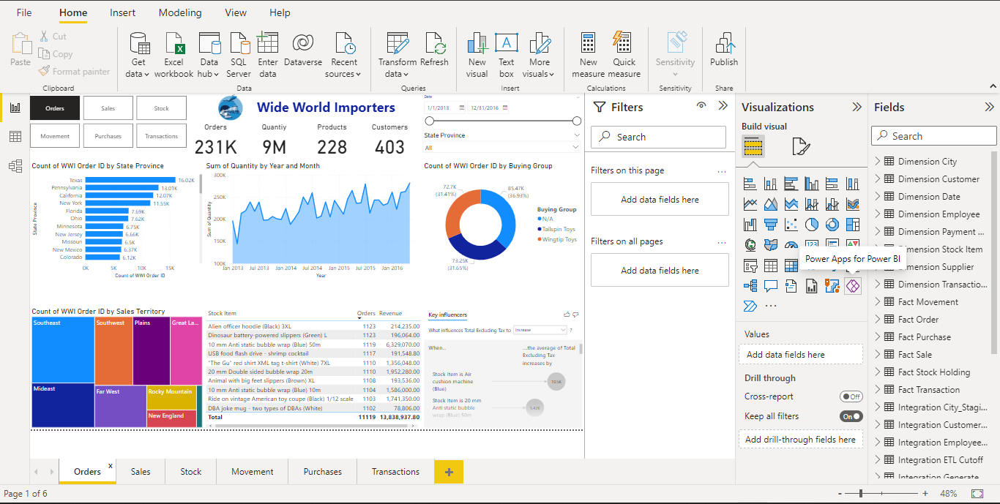 File Home Insert Modeling View Help
Paste
Cut
Copy
Format painter
Clipboard
Get data
Excel workbook
Data hub
SQL Server
Enter data
Dataverse
Recent sources
Data
Transform data
Refresh
Queries
New visual
Text box
More visuals
Insert
New measure
Quick measure
Calculations
Sensitivity
Sensitivity
Publish
Share
Orders Sales Stock
Movement Purchases Transactions
Wide World Importers
Orders Quantiy Products Customers
231K 9M 228 403
Date
1/1/2013 12/31/2016
State Province
All
Count of WWI Order ID by State Province
State Province
Texas 16.02K
Pennsylvania 13.01K
California 12.07K
New York 11.55K
Florida 7.69K
Ohio 7.62K
Minnesota 6.75K
New Jersey 6.66K
Missouri 6.5K
New Mexico 6.37K
Colorado 6.12K
0K 5K 10K 15K
Count of WWI Order ID
Sum of Quantity by Year and Month
Sum of Quantity
300K
250K
200K
150K
100K
Jan 2013 Jul 2013 Jan 2014 Jul 2014 Jan 2015 Jul 2015 Jan 2016
Year
Count of WWI Order ID by Buying Group
72.7K
(31.41%)
85.47K
(36.93%)
73.25K
(31.65%)
Buying Group
N/A
Tailspin Toys
Wingtip Toys
Count of WWI Order ID by Sales Territory
Southeast Southwest Plains Great La...
Mideast Far West Rocky Mountain
New England
Stock Item Orders Revenue
Alien officer hoodie (Black) 3XL 1123 214,235.00
Dinosaur battery-powered slippers (Green) L 1123 196,064.00
10 mm Anti static bubble wrap (Blue) 50m 1119 6,329,070.00
USB food flash drive - shrimp cocktail 1117 191,548.80
"The Gu" red shirt XML tag t-shirt (White) 7XL 1110 1,356,048.00
20 mm Double sided bubble wrap 20m 1110 1,952,280.00
Animal with big feet slippers (Brown) XL 1108 193,536.00
10 mm Anti static bubble wrap (Blue) 10m 1104 1,586,000.00
Ride on vintage American toy coupe (Black) 1/12 scale 1103 1,741,350.00
DBA joke mug - two types of DBAs (White) 1102 78,806.00
Total 11119 13,838,937.80
Key influencers
What influences Total Excluding Tax to Increase ?
When...
...the average of Total
Excluding Tax
increases by
Stock Item is Air
cushion machine
(Blue)
105K
Stock Item is 20 mm
Anti static bubble
wrap (Blue) 50m
5.42K
Filters
Search
Filters on this page ...
Add data fields here
Filters on all pages ...
Add data fields here
Visualizations
Build visual
123
Power Apps for Power BI
...
Values
Add data fields here
Drill through
Cross-report Off
Keep all filters On
Add drill-through fields here
Fields
Search
Dimension City
Dimension Customer
Dimension Date
Dimension Employee
Dimension Payment ...
Dimension Stock Item
Dimension Supplier
Dimension Transactio...
Fact Movement
Fact Order
Fact Purchase
Fact Sale
Fact Stock Holding
Fact Transaction
Integration City_Stagi...
Integration Customer...
Integration Employee...
Integration ETL Cutoff
Integration Generate
Orders x Sales Stock Movement Purchases Transactions +
Page 1 of 6
- + 48%